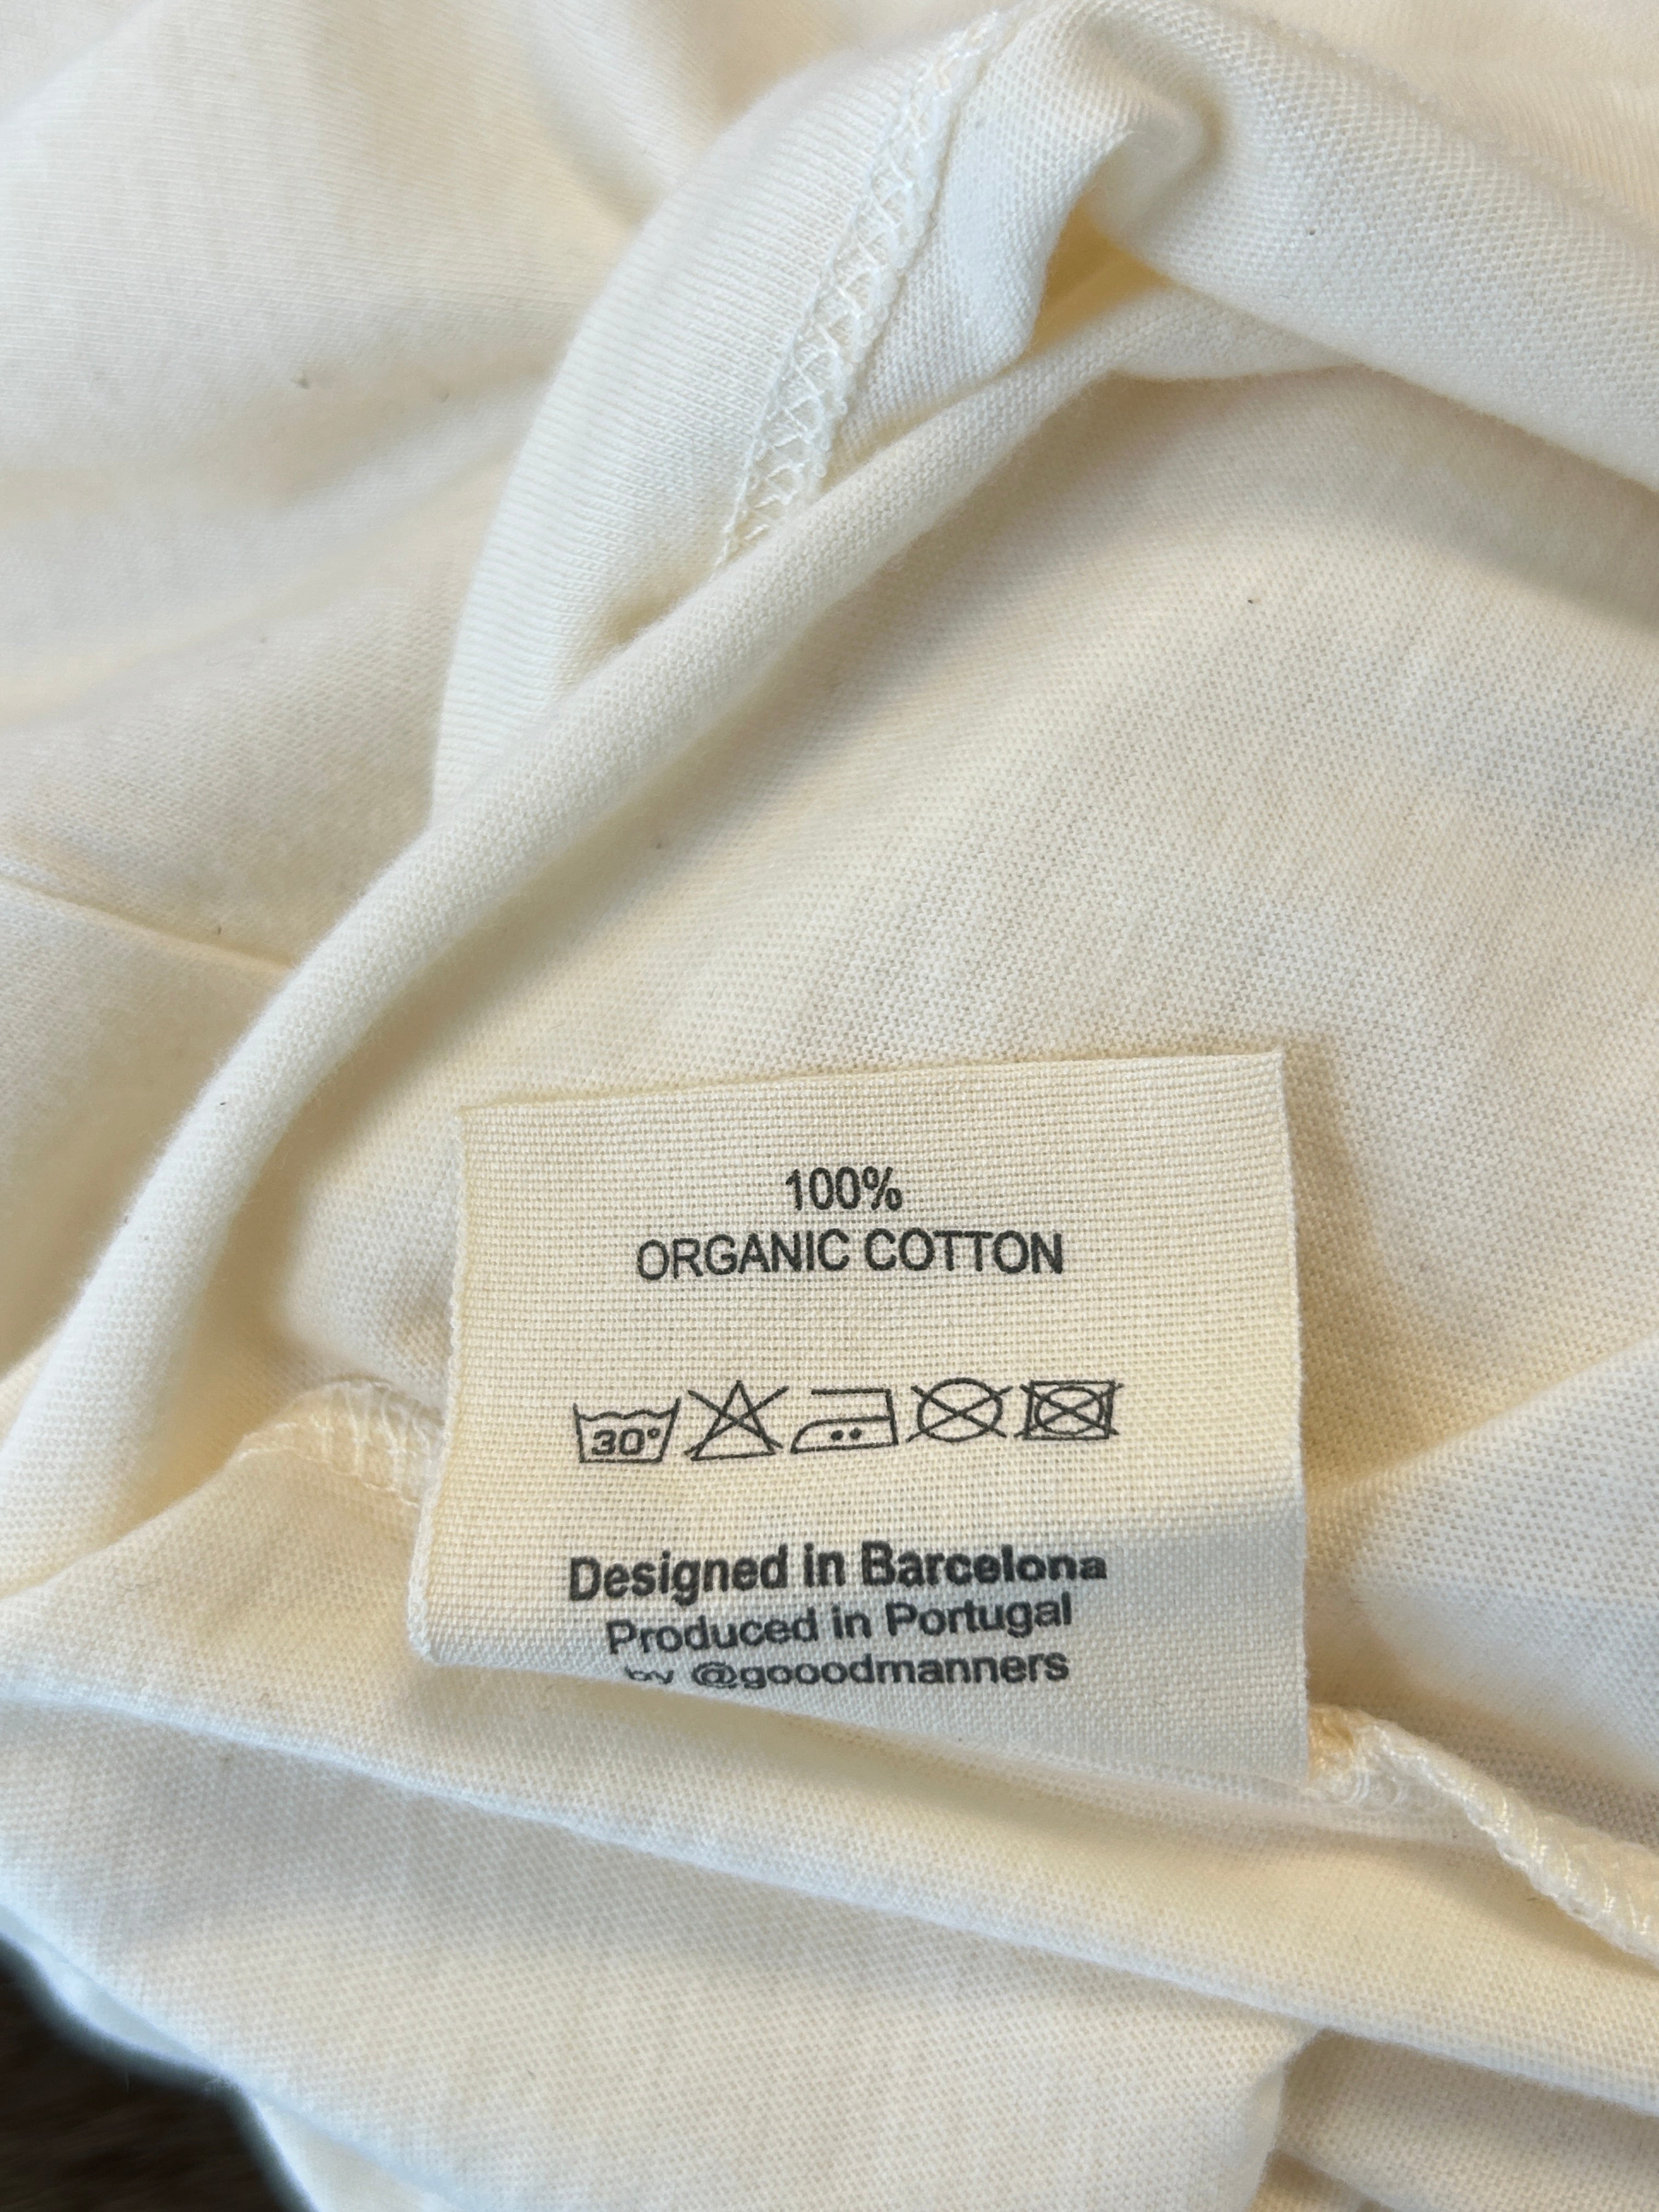 100%
ORGANIC COTTON
30°
Designed in Barcelona
Produced in Portugal
by @gooodmanners